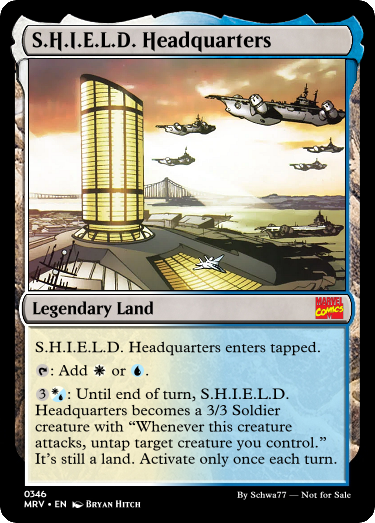 S.H.I.E.L.D. Headquarters
Legendary Land
MARVEL
COMICS
S.H.I.E.L.D. Headquarters enters tapped.
: Add or .
3 : Until end of turn, S.H.I.E.L.D.
Headquarters becomes a 3/3 Soldier
creature with “Whenever this creature
attacks, untap target creature you control.”
It’s still a land. Activate only once each turn.
0346
MRV • EN Bryan Hitch
By Schwa77 — Not for Sale